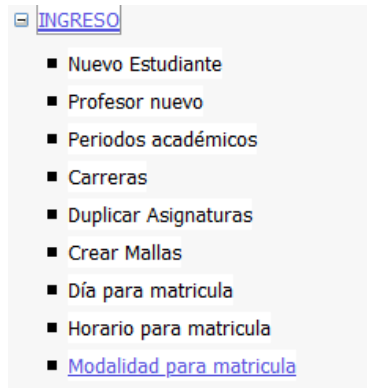 INGRESO
Nuevo Estudiante
Profesor nuevo
Periodos académicos
Carreras
Duplicar Asignaturas
Crear Mallas
Día para matricula
Horario para matricula
Modalidad para matricula